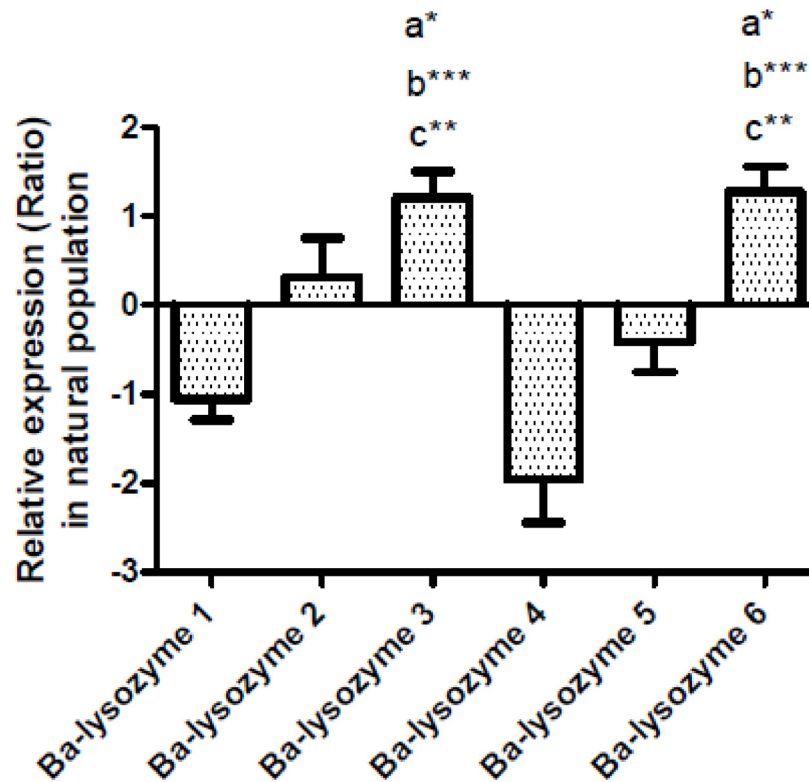 a* a*
b*** b***
c** c**
Relative expression (Ratio)
in natural population
2
1
0
-1
-2
-3
Ba-lysozyme 1
Ba-lysozyme 2
Ba-lysozyme 3
Ba-lysozyme 4
Ba-lysozyme 5
Ba-lysozyme 6